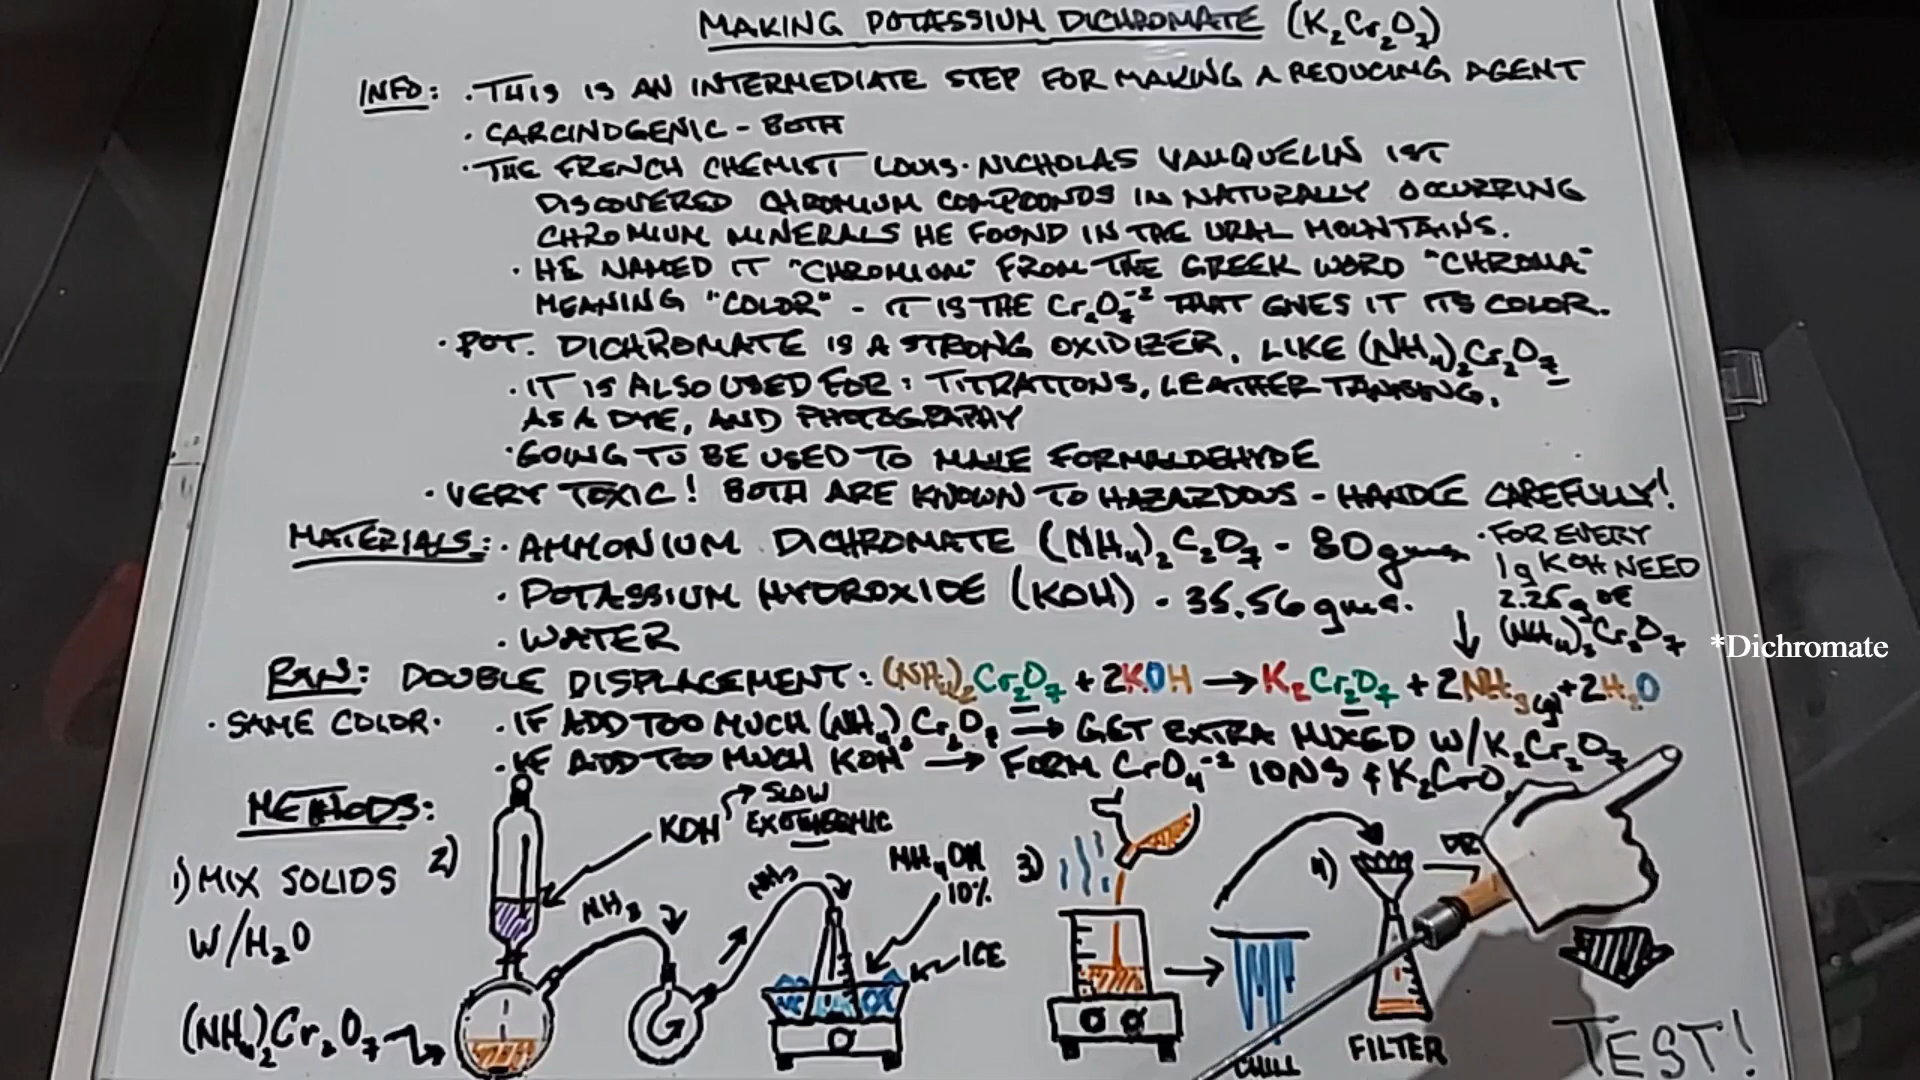 MAKING POTASSIUM DICHROMATE (K2Cr2O7)
INFO: . THIS IS AN INTERMEDIATE STEP FOR MAKING A REDUCING AGENT
. CARCINOGENIC - BOTH
. THE FRENCH CHEMIST LOUIS-NICHOLAS VAUQUELIN 1ST
DISCOVERED CHROMIUM COMPOONDS IN NATURALLY OCCURRING
CHROMIUM MINERALS HE FOUND IN THE URAL MOUNTAINS.
. HE NAMED IT "CHROMIUM" FROM THE GREEK WORD "CHROMA"
MEANING "COLOR" - IT IS THE Cr2O7-2 THAT GIVES IT ITS COLOR.
. POT. DICHROMATE IS A STRONG OXIDIZER, LIKE (NH4)2Cr2O7
. IT IS ALSO USED FOR: TITRATIONS, LEATHER TANNING,
AS A DYE, AND PHOTOGRAPHY
. GOING TO BE USED TO MAKE FORMALDEHYDE
. VERY TOXIC! BOTH ARE KNOWN TO HAZAZDOUS - HANDLE CAREFULLY!
MATERIALS: . AMMONIUM DICHROMATE (NH4)2C2O7 - 80 gms
. FOR EVERY
1g KOH NEED
2.25g OF
(NH4)2Cr2O7
*Dichromate
. POTASSIUM HYDROXIDE (KOH) - 35.56 gms.
. WATER
RXN: DOUBLE DISPLACEMENT: (NH4)2Cr2O7 + 2KOH → K2Cr2O7 + 2NH3(g) + 2H2O
. SAME COLOR. . IF ADD TOO MUCH (NH4)2Cr2O7 → GET EXTRA MIXED W/K2Cr2O7
. IF ADD TOO MUCH KOH → FORM CrO4-2 IONS & K2CrO
METHODS:
1) MIX SOLIDS
W/H2O
(NH4)2Cr2O7
2)
KOH → SLOW
EXOTHERMIC
NH3
NH3
NH4OH
10%
ICE
3)
CHILL
4)
DR
FILTER
TEST!